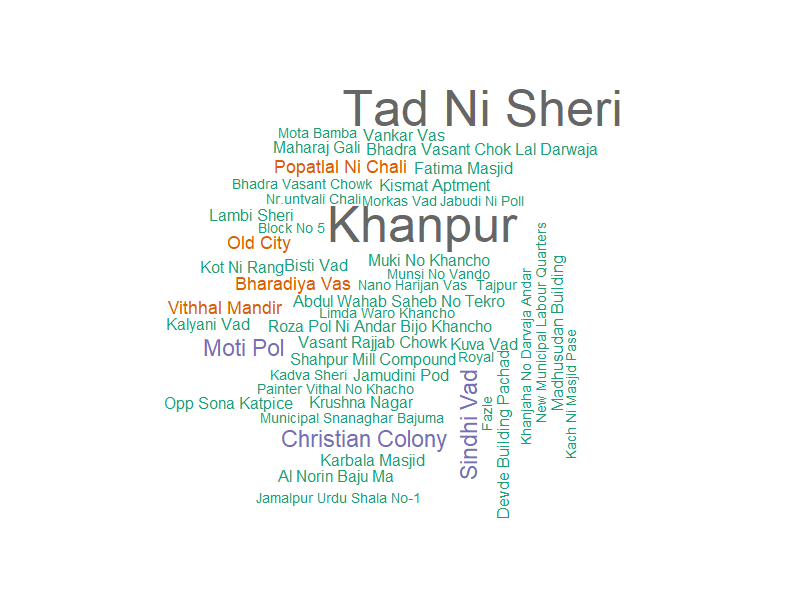 Tad Ni Sheri
Mota Bamba
Vankar Vas
Maharaj Gali
Bhadra Vasant Chok Lal Darwaja
Popatlal Ni Chali
Fatima Masjid
Bhadra Vasant Chowk
Kismat Aptment
Nr.untvali Chali
Morkas Vad
Jabudi Ni Poll
Lambi Sheri
Block No 5
Khanpur
Old City
Muki No Khancho
Kot Ni Rang
Bisti Vad
Munsi No Vando
Bharadiya Vas
Nano Harijan Vas
Tajpur
Vithhal Mandir
Abdul Wahab Saheb No Tekro
Limda Waro Khancho
Kalyani Vad
Roza Pol Ni Andar Bijo Khancho
Moti Pol
Vasant Rajjab Chowk
Kuva Vad
Shahpur Mill Compound
Royal
Kadva Sheri
Jamudini Pod
Painter Vithal No Khacho
Opp Sona Katpice
Krushna Nagar
Municipal Snanaghar Bajuma
Christian Colony
Karbala Masjid
Al Norin Baju Ma
Jamalpur Urdu Shala No-1
Sindhi Vad
Fazle
Devde Building Pachad
Khanjaha No Darvaja Andar
New Municipal Labour Quarters
Madhusudan Building
Kach Ni Masjid Pase